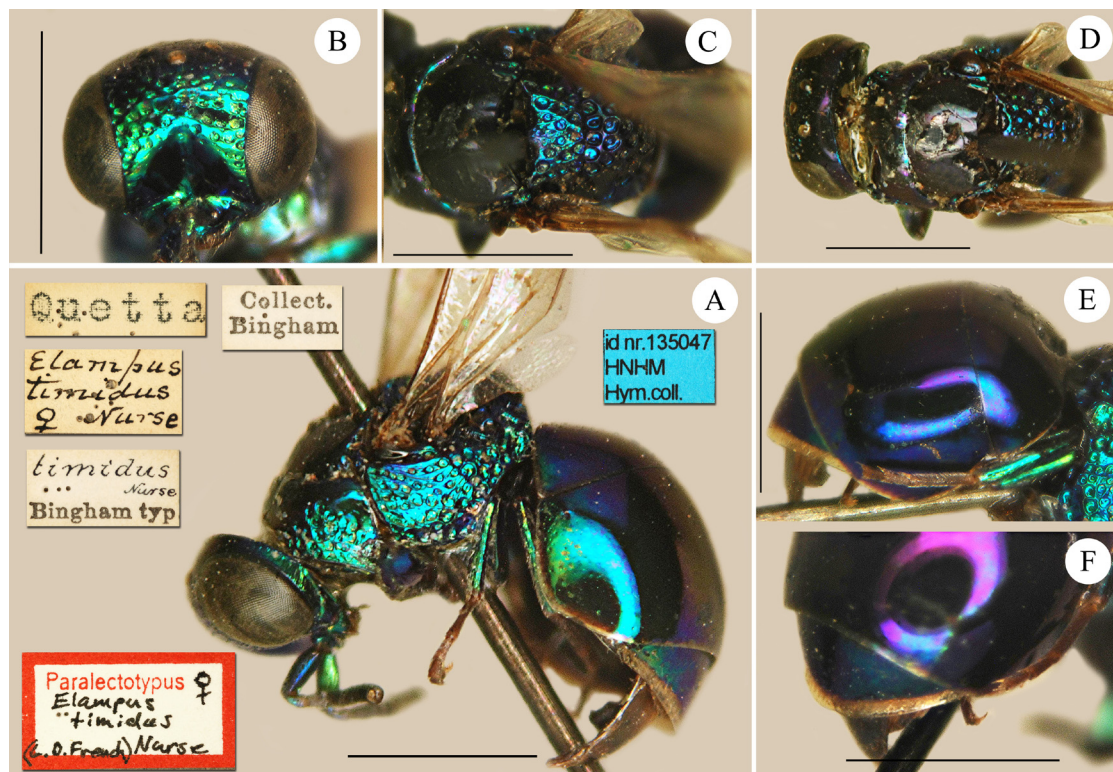 B
C
D
A
Quetta
Collect.
Bingham
Elampus
timidus
♀ Nurse
id nr.135047
HNHM
Hym.coll.
timidus
Nurse
Bingham typ
Paralectotypus ♀
Elampus
timidus
(L.D.French) Nurse
E
F